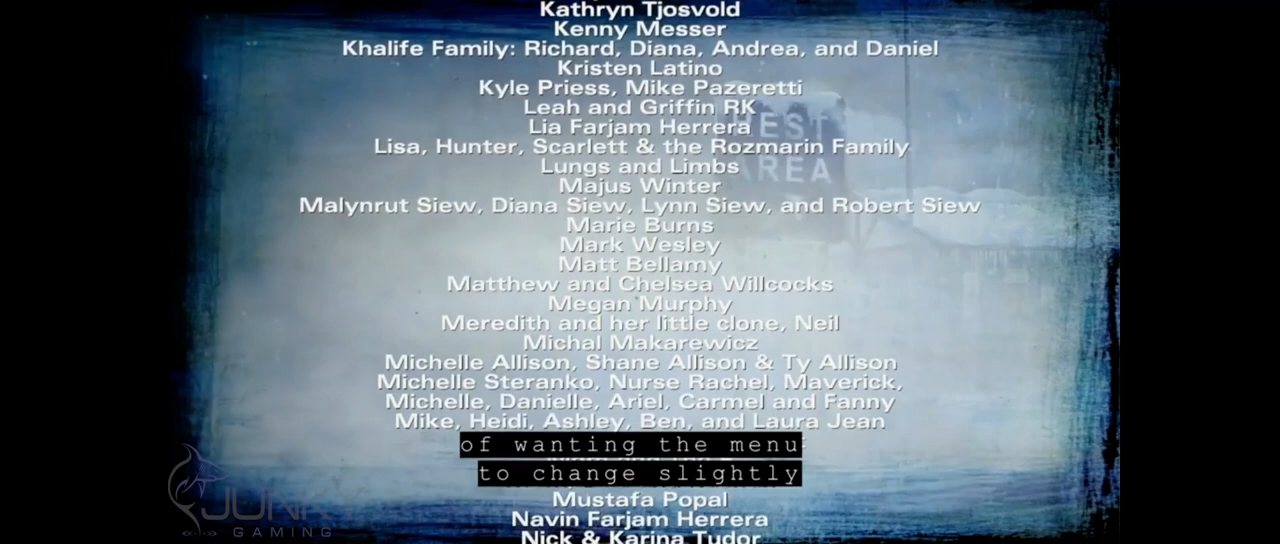 Kathryn Tjosvold
Kenny Messer
Khalife Family: Richard, Diana, Andrea, and Daniel
Kristen Latino
Kyle Priess, Mike Pazeretti
Leah and Griffin RK
Lia Farjam Herrera
REST
Lisa, Hunter, Scarlett & the Rozmarin Family
Lungs and Limbs
AREA
Majus Winter
Malynrut Siew, Diana Siew, Lynn Siew, and Robert Siew
Marie Burns
Mark Wesley
Matt Bellamy
Matthew and Chelsea Willcocks
Megan Murphy
Meredith and her little clone, Neil
Michal Makarewicz
Michelle Allison, Shane Allison & Ty Allison
Michelle Steranko, Nurse Rachel, Maverick,
Michelle, Danielle, Ariel, Carmel and Fanny
Mike, Heidi, Ashley, Ben, and Laura Jean
of wanting the menu
to change slightly
Mustafa Popal
JUNKY
Navin Farjam Herrera
GAMING
Nick & Karina Tudor